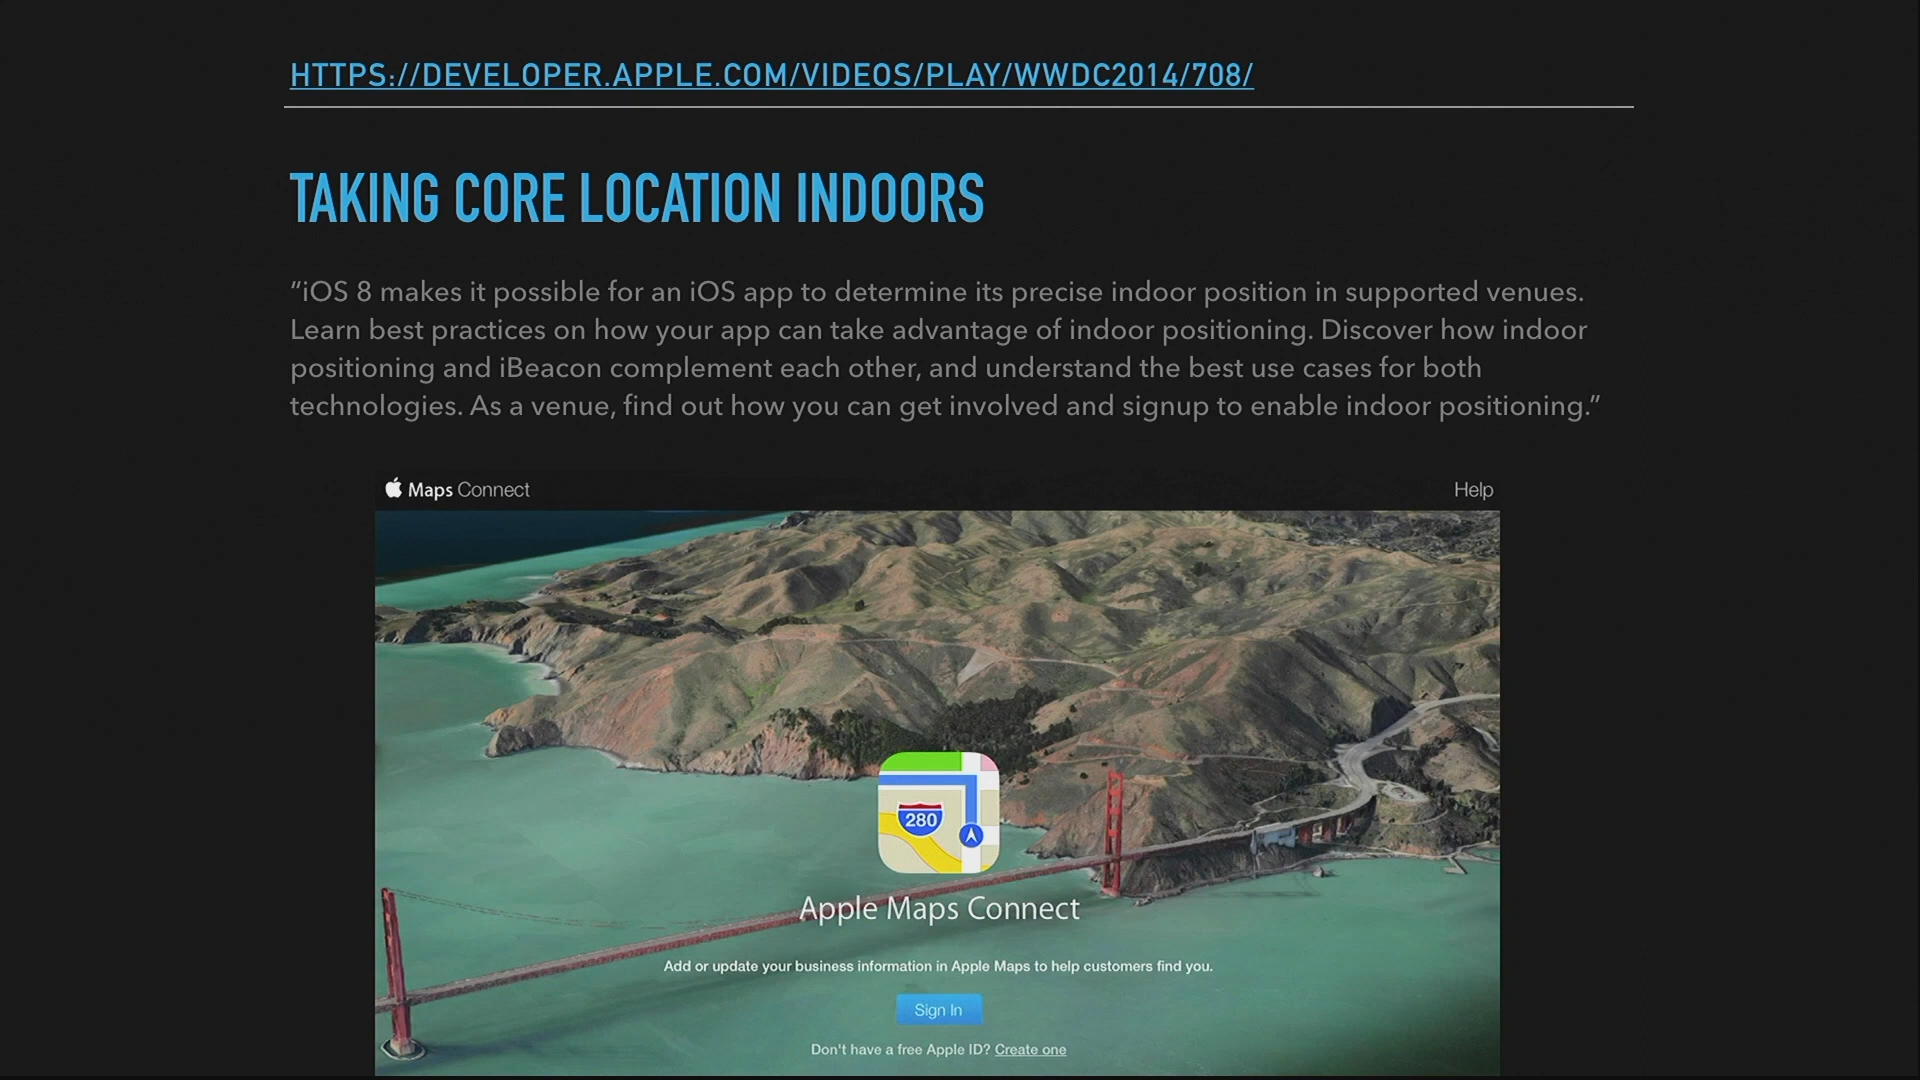 HTTPS://DEVELOPER.APPLE.COM/VIDEOS/PLAY/WWDC2014/708/
TAKING CORE LOCATION INDOORS
“iOS 8 makes it possible for an iOS app to determine its precise indoor position in supported venues.
Learn best practices on how your app can take advantage of indoor positioning. Discover how indoor
positioning and iBeacon complement each other, and understand the best use cases for both
technologies. As a venue, find out how you can get involved and signup to enable indoor positioning.”
Maps Connect
Help
280
Apple Maps Connect
Add or update your business information in Apple Maps to help customers find you.
Sign In
Don't have a free Apple ID? Create one